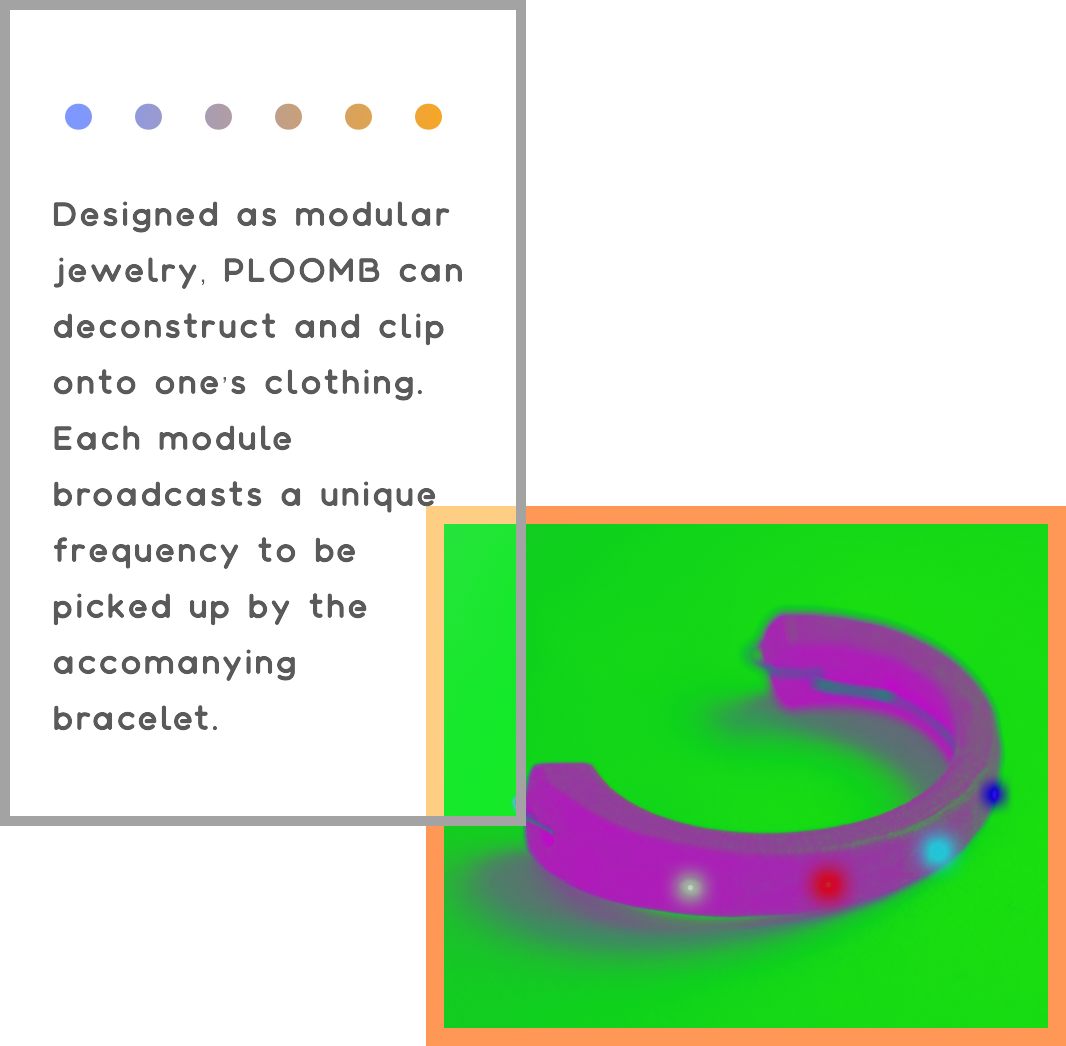 Designed as modular
jewelry, PLOOMB can
deconstruct and clip
onto one's clothing.
Each module
broadcasts a unique
frequency to be
picked up by the
accomanying
bracelet.